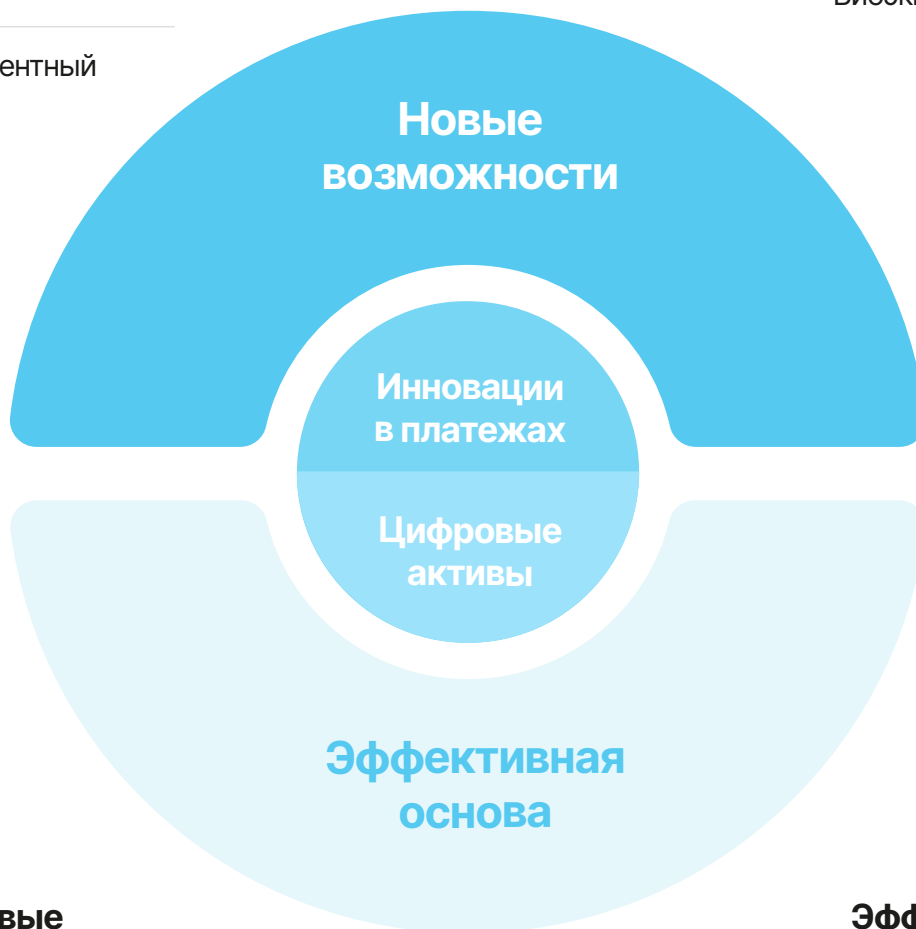 Новые
возможности
Инновации
в платежах
Цифровые
активы
Эффективная
основа